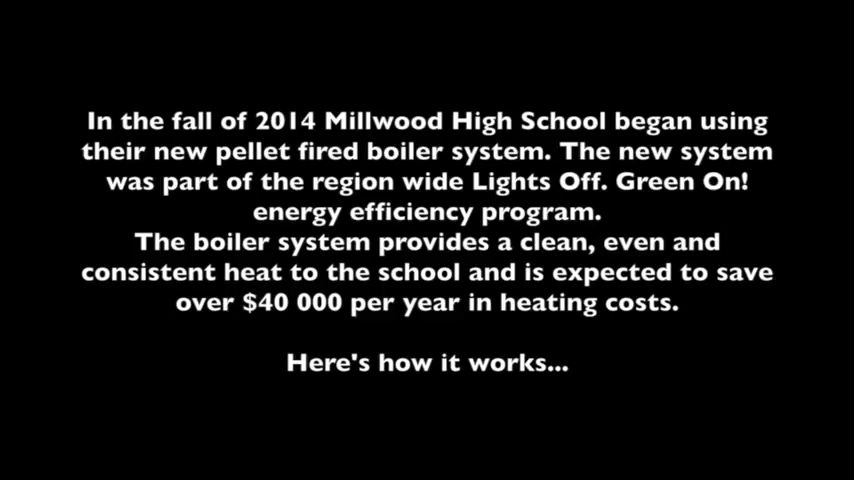 In the fall of 2014 Millwood High School began using
their new pellet fired boiler system. The new system
was part of the region wide Lights Off. Green On!
energy efficiency program.
The boiler system provides a clean, even and
consistent heat to the school and is expected to save
over $40 000 per year in heating costs.
Here's how it works...